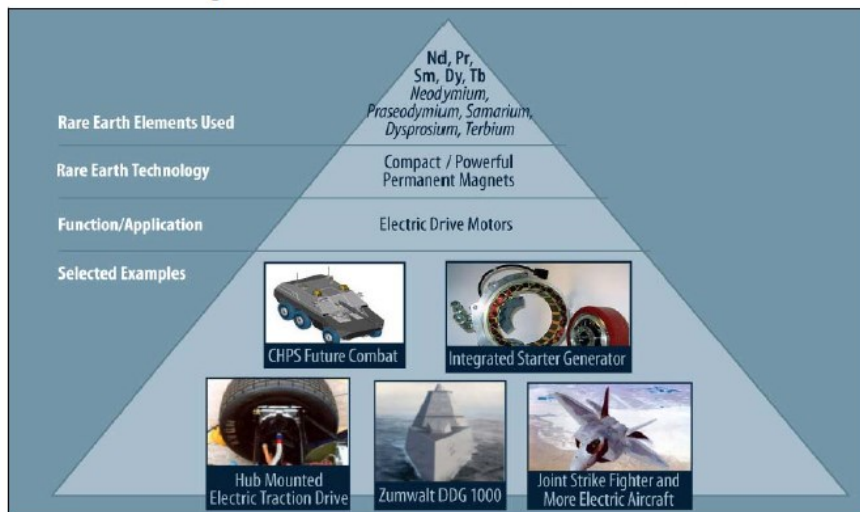 Nd, Pr,
Sm, Dy, Tb
Neodymium,
Praseodymium, Samarium,
Dysprosium, Terbium
Rare Earth Elements Used
Compact / Powerful
Permanent Magnets
Rare Earth Technology
Function/Application
Electric Drive Motors
Selected Examples
CHPS Future Combat
Integrated Starter Generator
Hub Mounted
Electric Traction Drive
Zumwalt DDG 1000
Joint Strike Fighter and
More Electric Aircraft